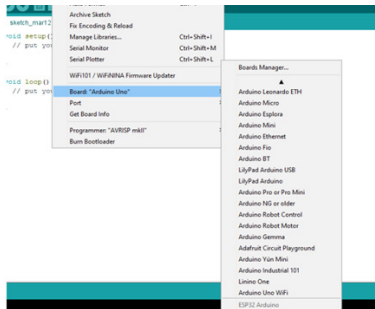 Archive Sketch
sketch_mar12
Fix Encoding & Reload
void setup()
Manage Libraries... Ctrl+Shift+I
// put you
Serial Monitor Ctrl+Shift+M
Serial Plotter Ctrl+Shift+L
WiFi101 / WiFiNINA Firmware Updater
void loop()
// put you
Board: "Arduino Uno"
Port
Get Board Info
Programmer: "AVRISP mkII"
Burn Bootloader
Boards Manager...
Arduino Leonardo ETH
Arduino Micro
Arduino Esplora
Arduino Mini
Arduino Ethernet
Arduino Fio
Arduino BT
LilyPad Arduino USB
LilyPad Arduino
Arduino Pro or Pro Mini
Arduino NG or older
Arduino Robot Control
Arduino Robot Motor
Arduino Gemma
Adafruit Circuit Playground
Arduino Yún Mini
Arduino Industrial 101
Linino One
Arduino Uno WiFi
ESP32 Arduino